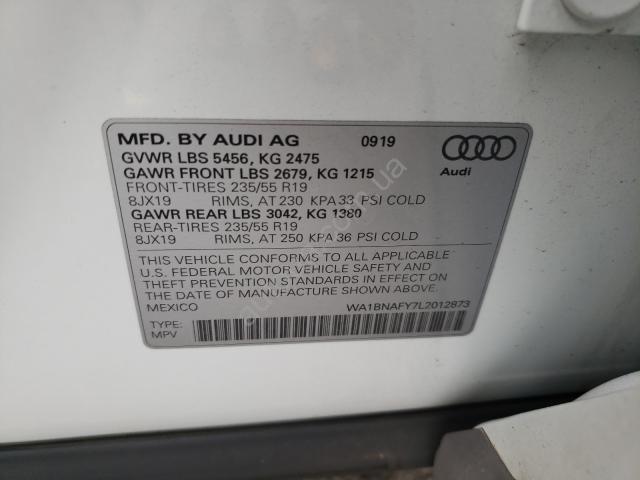 MFD. BY AUDI AG 0919
GVWR LBS 5456, KG 2475
GAWR FRONT LBS 2679, KG 1215
FRONT-TIRES 235/55 R19
8JX19 RIMS, AT 230 KPA 33 PSI COLD
GAWR REAR LBS 3042, KG 1380
REAR-TIRES 235/55 R19
8JX19 RIMS, AT 250 KPA 36 PSI COLD
Audi
THIS VEHICLE CONFORMS TO ALL APPLICABLE
U.S. FEDERAL MOTOR VEHICLE SAFETY AND
THEFT PREVENTION STANDARDS IN EFFECT ON THE
DATE OF MANUFACTURE SHOWN ABOVE.
MEXICO WA1BNAFY7L2012873
TYPE:
MPV